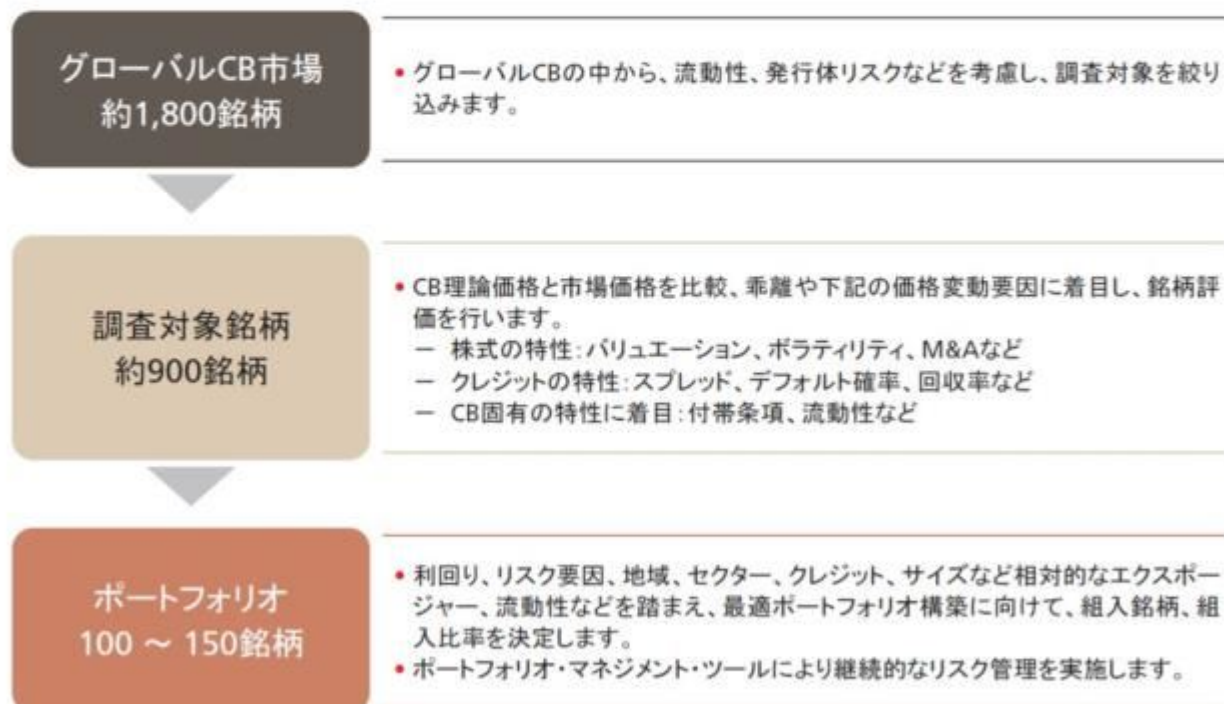 グローバルCB市場
約1,800銘柄
• グローバルCBの中から、流動性、発行体リスクなどを考慮し、調査対象を絞り
込みます。
調査対象銘柄
約900銘柄
• CB理論価格と市場価格を比較、乖離や下記の価格変動要因に着目し、銘柄評
価を行います。
－ 株式の特性：バリュエーション、ボラティリティ、M&Aなど
－ クレジットの特性：スプレッド、デフォルト確率、回収率など
－ CB固有の特性に着目：付帯条項、流動性など
ポートフォリオ
100 ～ 150銘柄
• 利回り、リスク要因、地域、セクター、クレジット、サイズなど相対的なエクスポー
ジャー、流動性などを踏まえ、最適ポートフォリオ構築に向けて、組入銘柄、組
入比率を決定します。
• ポートフォリオ・マネジメント・ツールにより継続的なリスク管理を実施します。